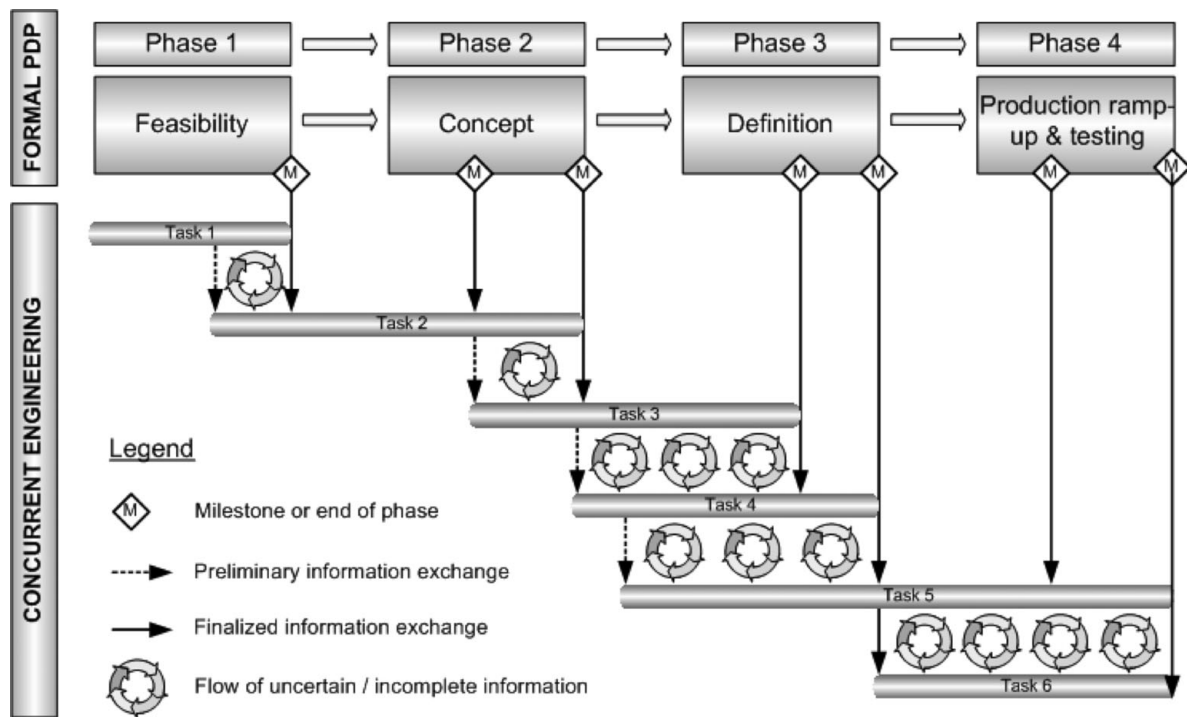 FORMAL PDP
Phase 1
Phase 2
Phase 3
Phase 4
Feasibility
Concept
Definition
Production ramp-
up & testing
M
M
M
M
M
M
M
CONCURRENT ENGINEERING
Task 1
Task 2
Task 3
Task 4
Task 5
Task 6
Legend
M
Milestone or end of phase
Preliminary information exchange
Finalized information exchange
Flow of uncertain / incomplete information